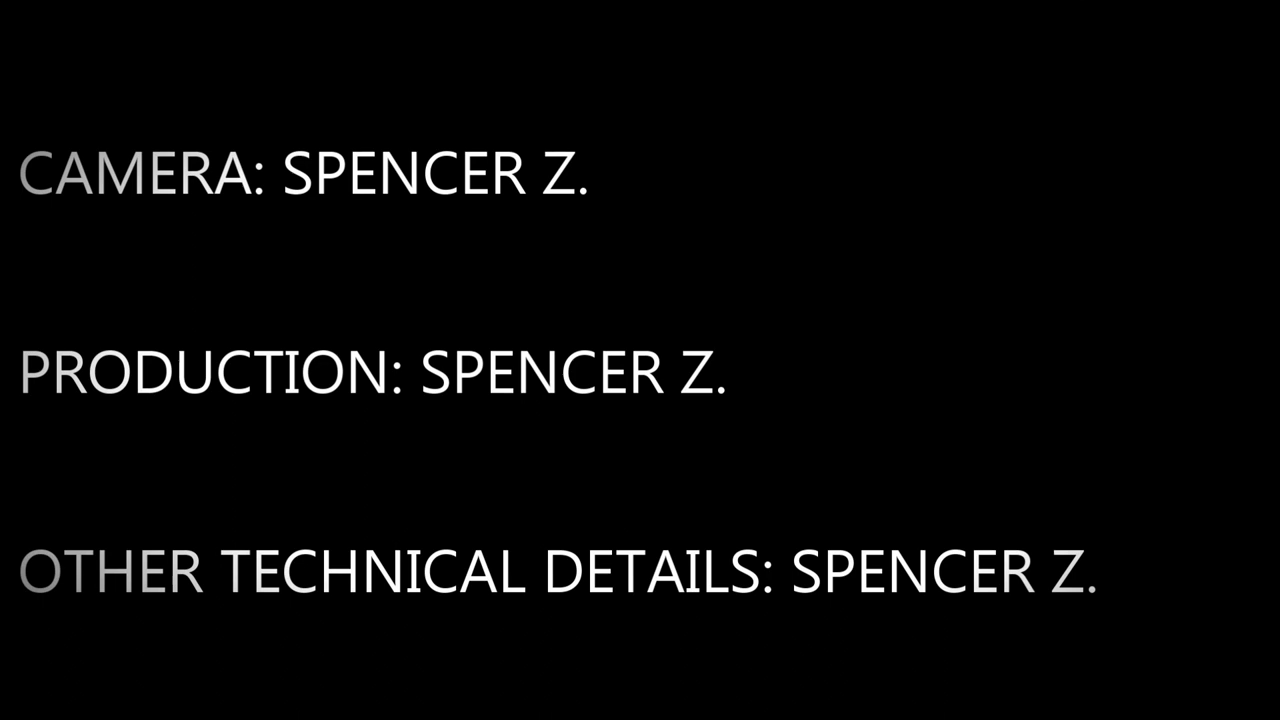 CAMERA: SPENCER Z.
PRODUCTION: SPENCER Z.
OTHER TECHNICAL DETAILS: SPENCER Z.